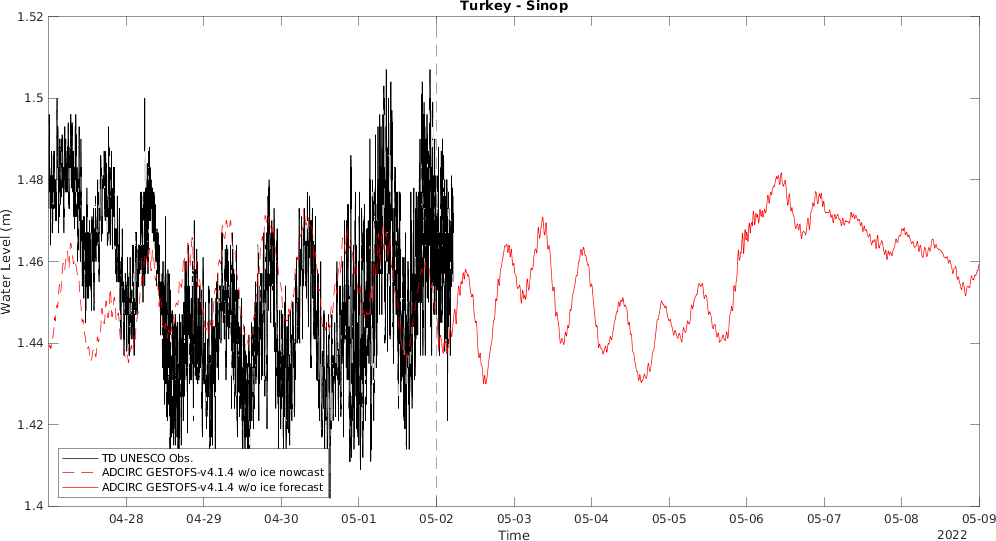 Turkey - Sinop
1.52
1.5
1.48
1.46
1.44
1.42
1.4
Water Level (m)
TD UNESCO Obs.
ADCIRC GESTOFS-v4.1.4 w/o ice nowcast
ADCIRC GESTOFS-v4.1.4 w/o ice forecast
04-28 04-29 04-30 05-01 05-02 05-03 05-04 05-05 05-06 05-07 05-08 05-09
Time
2022